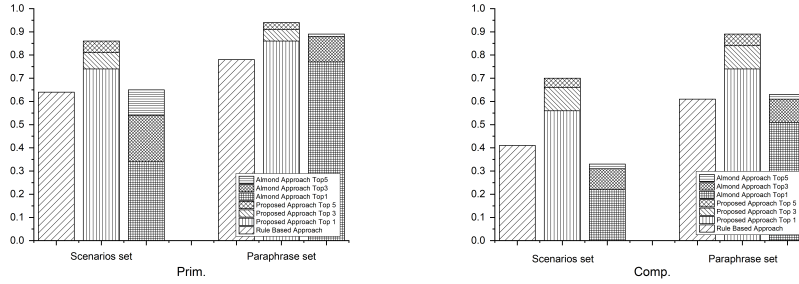 1.0
0.9
0.8
0.7
0.6
0.5
0.4
0.3
0.2
0.1
0.0
Almond Approach Top5
Almond Approach Top3
Almond Approach Top1
Proposed Approach Top 5
Proposed Approach Top 3
Proposed Approach Top 1
Rule Based Approach
Scenarios set
Paraphrase set
Prim.
1.0
0.9
0.8
0.7
0.6
0.5
0.4
0.3
0.2
0.1
0.0
Almond Approach Top5
Almond Approach Top3
Almond Approach Top1
Proposed Approach Top 5
Proposed Approach Top 3
Proposed Approach Top 1
Rule Based Approach
Scenarios set
Paraphrase set
Comp.